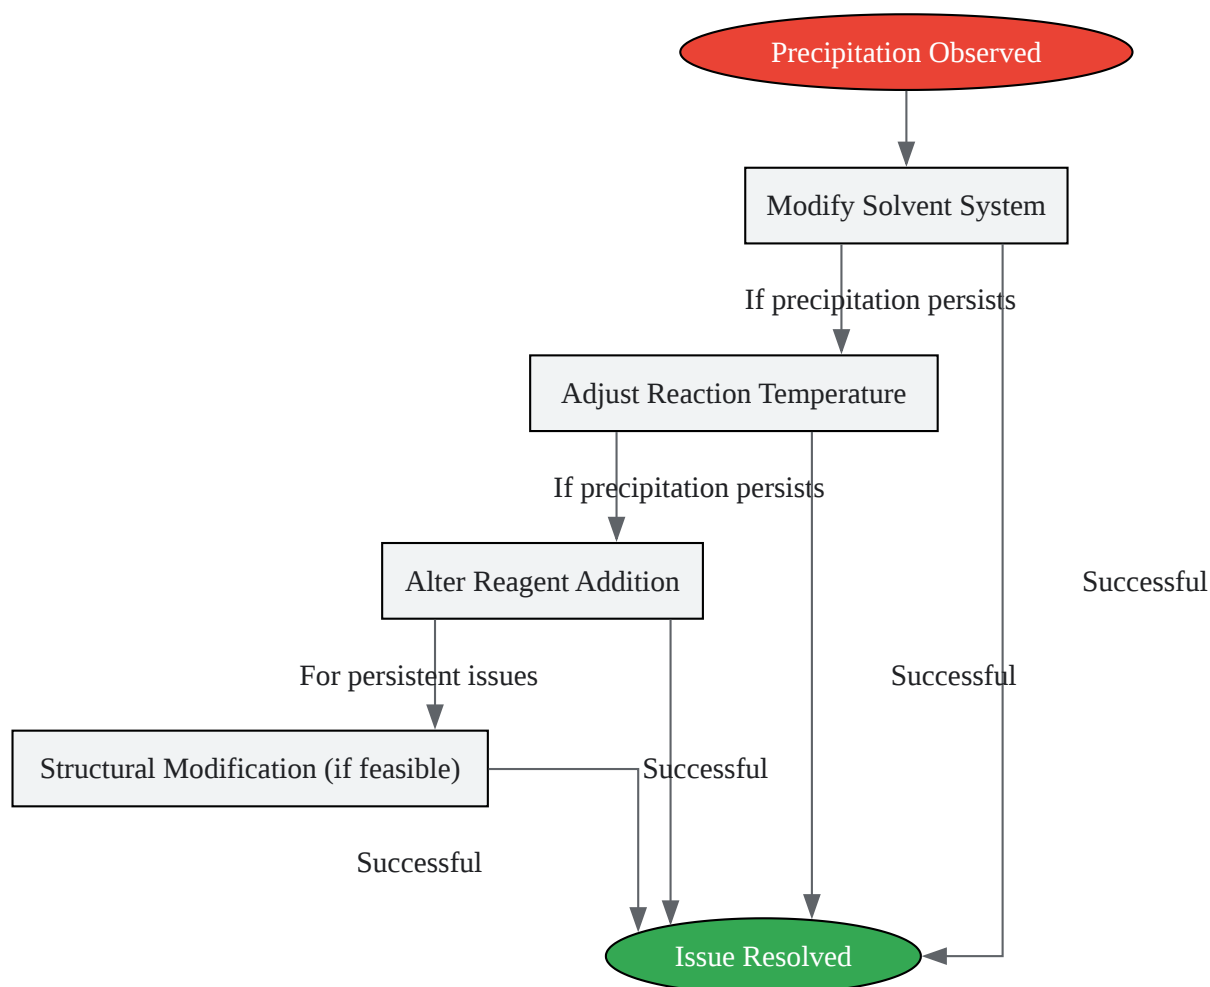 Precipitation Observed
Modify Solvent System
If precipitation persists
Adjust Reaction Temperature
If precipitation persists
Alter Reagent Addition
Successful
For persistent issues
Successful
Structural Modification (if feasible)
Successful
Successful
Issue Resolved